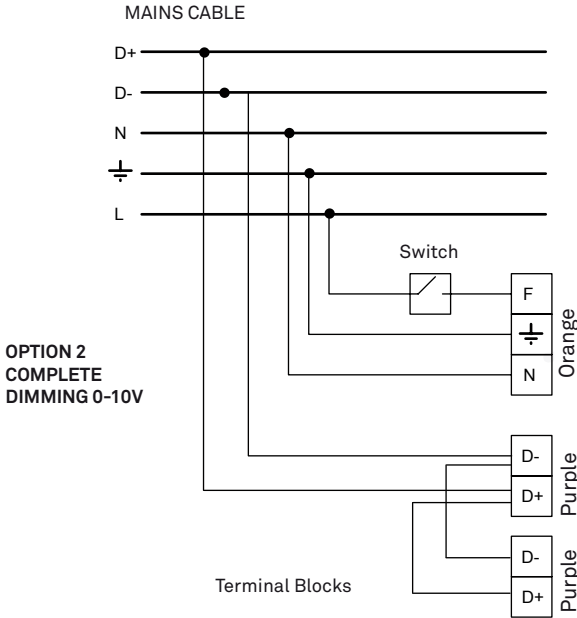 MAINS CABLE
D+
D-
N
L
Switch
F
N
Orange
OPTION 2
COMPLETE
DIMMING 0-10V
D-
D+
Purple
D-
D+
Purple
Terminal Blocks